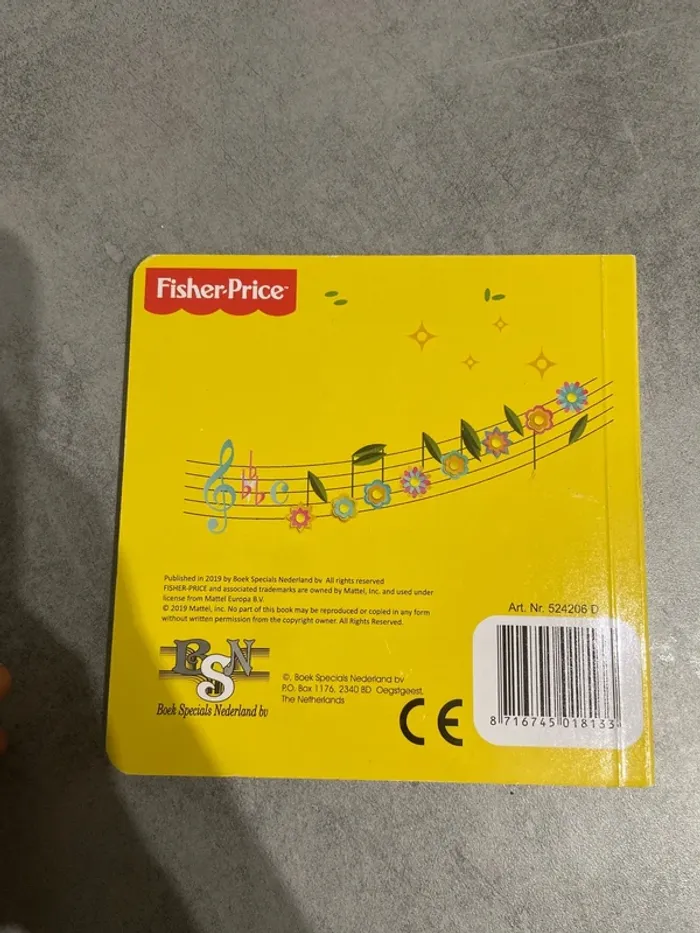 Fisher-Price™
Published in 2019 by Boek Specials Nederland bv All rights reserved
FISHER-PRICE and associated trademarks are owned by Mattel, Inc. and used under
license from Mattel Europa B.V.
© 2019 Mattel, Inc. No part of this book may be reproduced or copied in any form
without written permission from the copyright owner. All Rights Reserved.
Art. Nr. 524206 D
BSN
Boek Specials Nederland bv
©, Boek Specials Nederland bv
P.O. Box 1176, 2340 BD Oegstgeest,
The Netherlands
CE
8 716745 018133